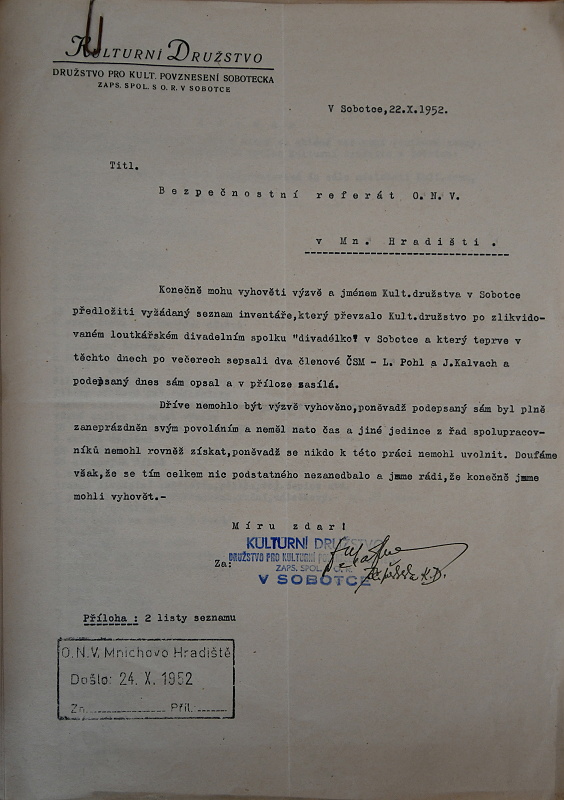 Kulturní Družstvo
DRUŽSTVO PRO KULT. POVZNESENÍ SOBOTECKA
ZAPS. SPOL. S O. R. V SOBOTCE
V Sobotce,22.X.1952.
Titl.
Bezpečnostní referát O.N.V.
v Mn. Hradišti.
Konečně mohu vyhověti výzvě a jménem Kult.družstva v Sobotce
předložiti vyžádaný seznam inventáře,který převzalo Kult.družstvo po zlikvido-
vaném loutkářském divadelním spolku "divadélko" v Sobotce a který teprve v
těchto dnech po večerech sepsali dva členové ČSM - L. Pohl a J.Kalvach a
podepsaný dnes sám opsal a v příloze zasílá.
Dříve nemohlo být výzvě vyhověno,poněvadž podepsaný sám byl plně
zaneprázdněn svým povoláním a neměl nato čas a jiné jedince z řad spolupracov-
níků nemohl rovněž získat,poněvadž se nikdo k této práci nemohl uvolnit. Doufáme
však,že se tím celkem nic podstatného nezanedbalo a jsme rádi,že konečně jsme
mohli vyhovět.-
Míru zdar!
KULTURNÍ DRUŽSTVO
DRUŽSTVO PRO KULTURNÍ
ZAPS. SPOL. S O. R.
Za: V SOBOTCE
K.D.
Příloha : 2 listy seznamu
O.N.V. Mnichovo Hradiště
Došlo: 24. X. 1952
Zn. Příl.